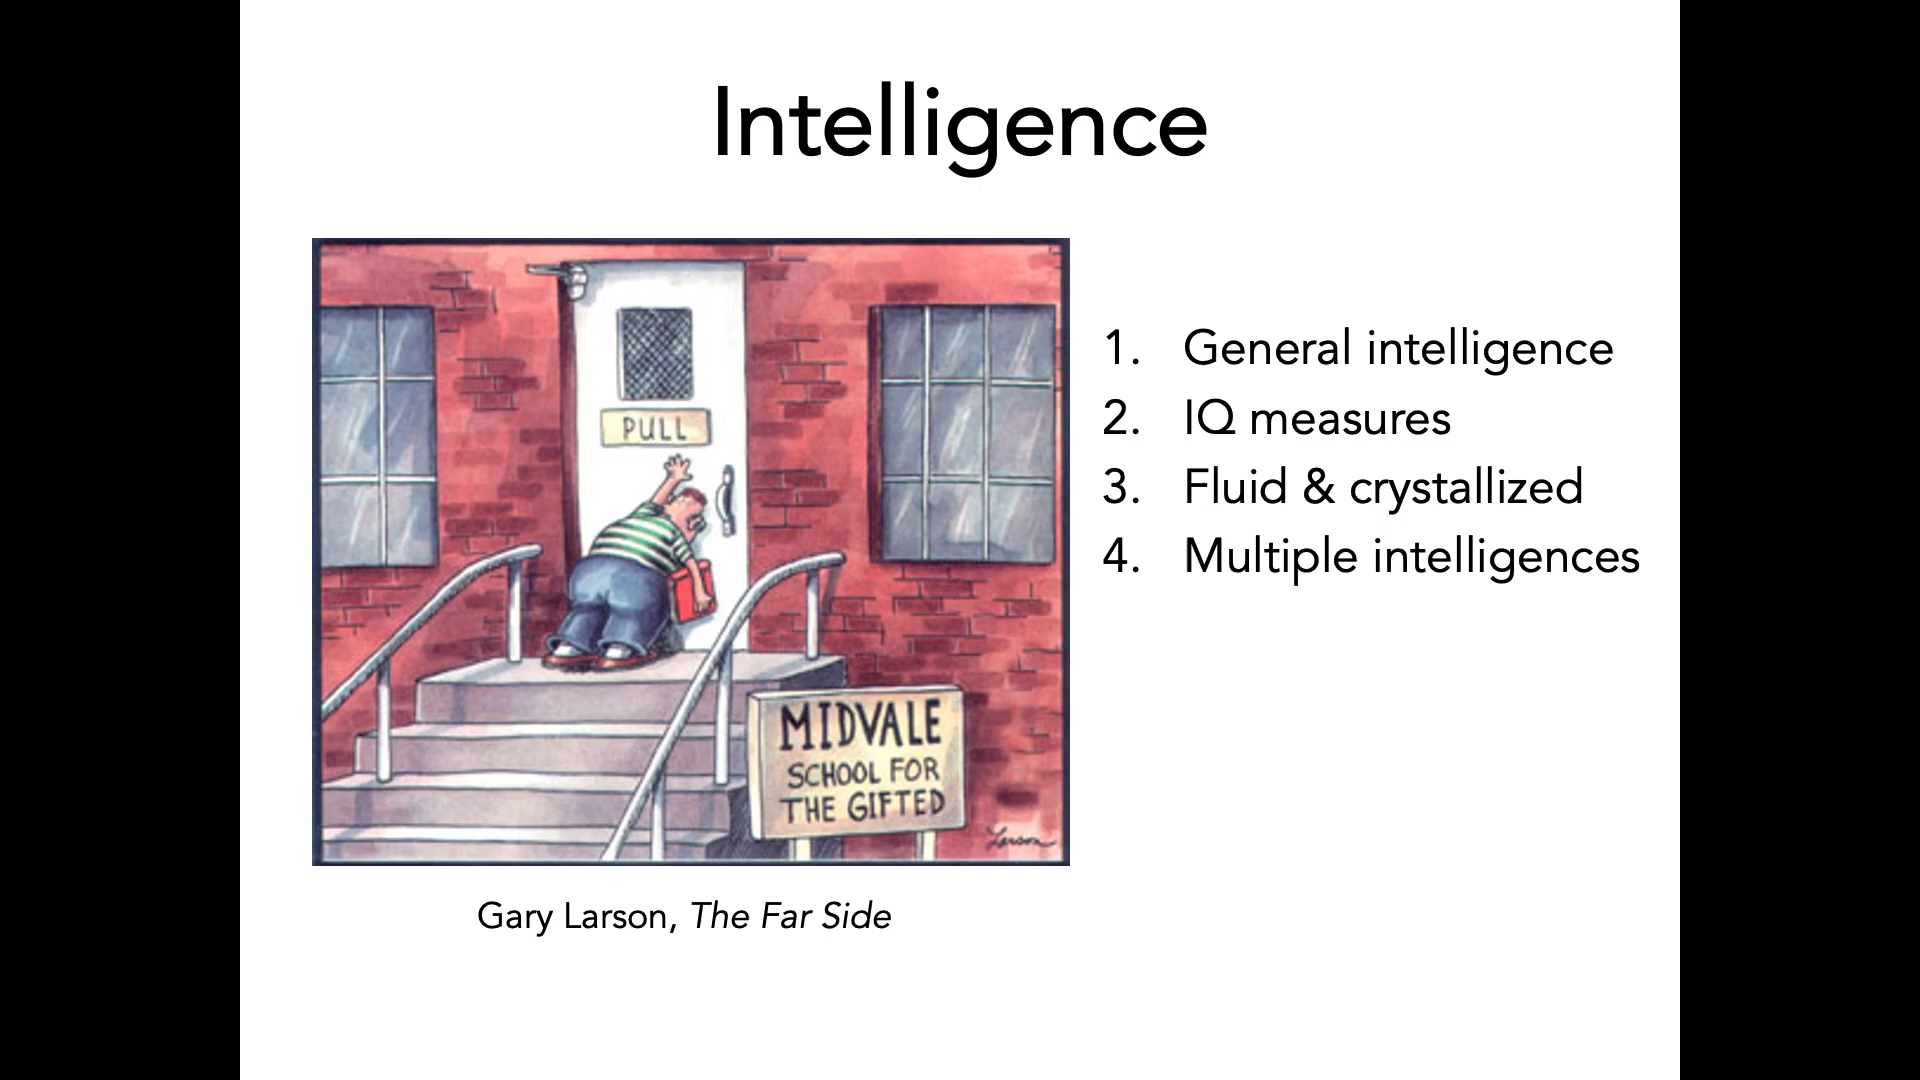 Intelligence
PULL
MIDVALE
SCHOOL FOR
THE GIFTED
Larson
Gary Larson, The Far Side
1. General intelligence
2. IQ measures
3. Fluid & crystallized
4. Multiple intelligences